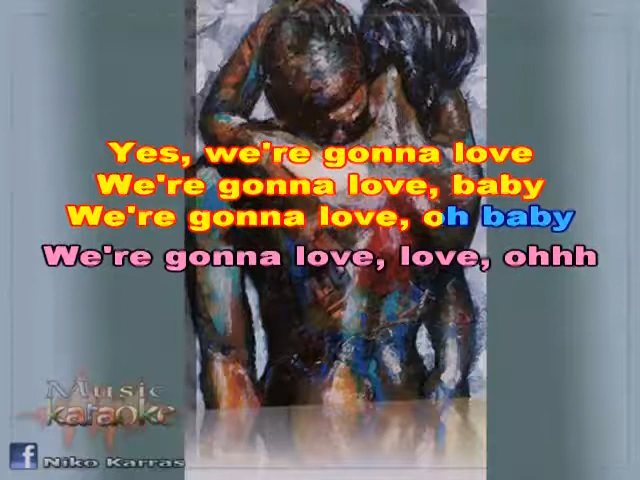 Yes, we're gonna love
We're gonna love, baby
We're gonna love, oh baby
We're gonna love, love, ohhh
Music
karaoke
f Niko Karras